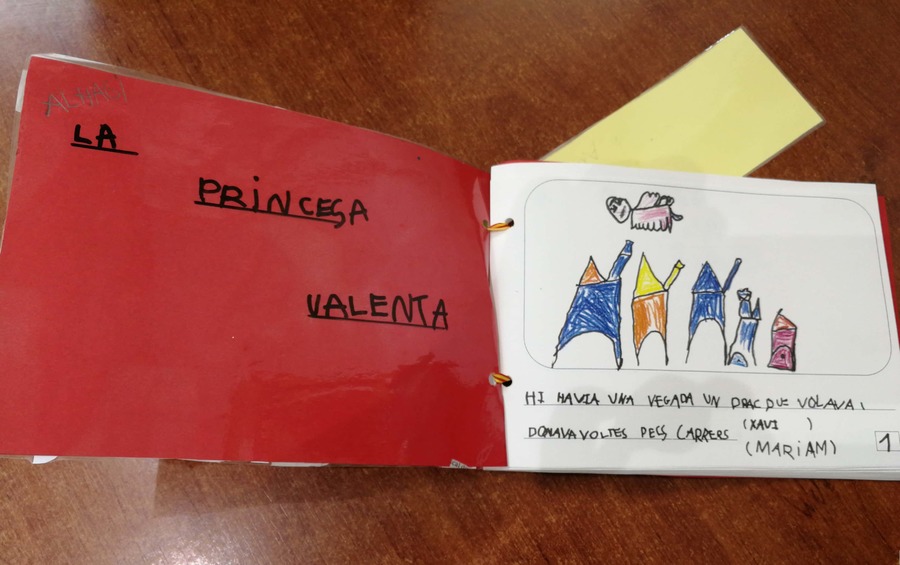 LA
PRINCESA
VALENTA
HI HAVIA UNA VEGADA UN DRAC QUE VOLAVA I
DONAVA VOLTES PELS CARRERS (XAVI )
(MARIAM)
1